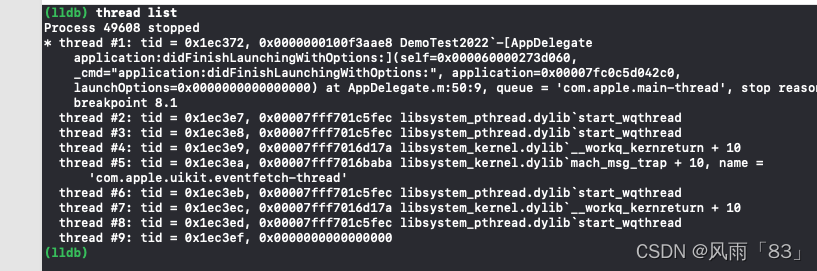 (lldb) thread list
Process 49608 stopped
* thread #1: tid = 0x1ec372, 0x0000000100f3aae8 DemoTest2022`-[AppDelegate
application:didFinishLaunchingWithOptions:](self=0x000060000273d060,
_cmd="application:didFinishLaunchingWithOptions:", application=0x00007fc0c5d042c0,
launchOptions=0x0000000000000000) at AppDelegate.m:50:9, queue = 'com.apple.main-thread', stop reason
breakpoint 8.1
thread #2: tid = 0x1ec3e7, 0x00007fff701c5fec libsystem_pthread.dylib`start_wqthread
thread #3: tid = 0x1ec3e8, 0x00007fff701c5fec libsystem_pthread.dylib`start_wqthread
thread #4: tid = 0x1ec3e9, 0x00007fff7016d17a libsystem_kernel.dylib`__workq_kernreturn + 10
thread #5: tid = 0x1ec3ea, 0x00007fff7016baba libsystem_kernel.dylib`mach_msg_trap + 10, name =
'com.apple.uikit.eventfetch-thread'
thread #6: tid = 0x1ec3eb, 0x00007fff701c5fec libsystem_pthread.dylib`start_wqthread
thread #7: tid = 0x1ec3ec, 0x00007fff7016d17a libsystem_kernel.dylib`__workq_kernreturn + 10
thread #8: tid = 0x1ec3ed, 0x00007fff701c5fec libsystem_pthread.dylib`start_wqthread
thread #9: tid = 0x1ec3ef, 0x0000000000000000
(lldb)
CSDN @风雨「83」